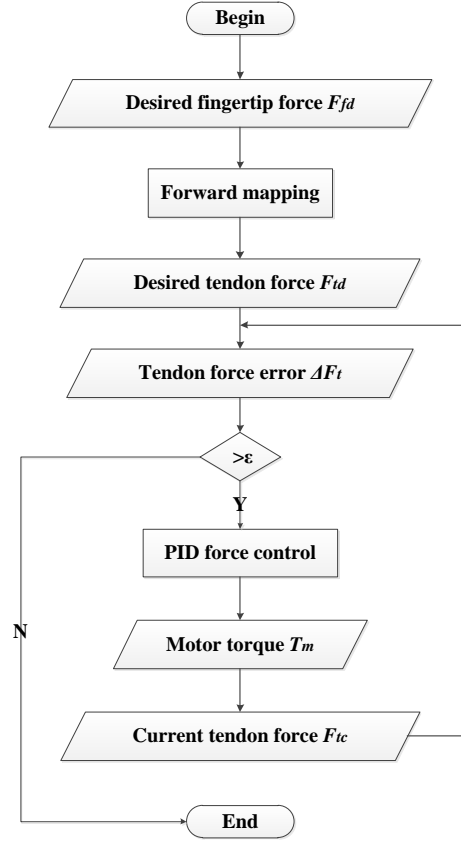 Begin
Desired fingertip force Ffd
Forward mapping
Desired tendon force Ftd
Tendon force error ΔFt
>ε
Y
PID force control
N
Motor torque Tm
Current tendon force Ftc
End